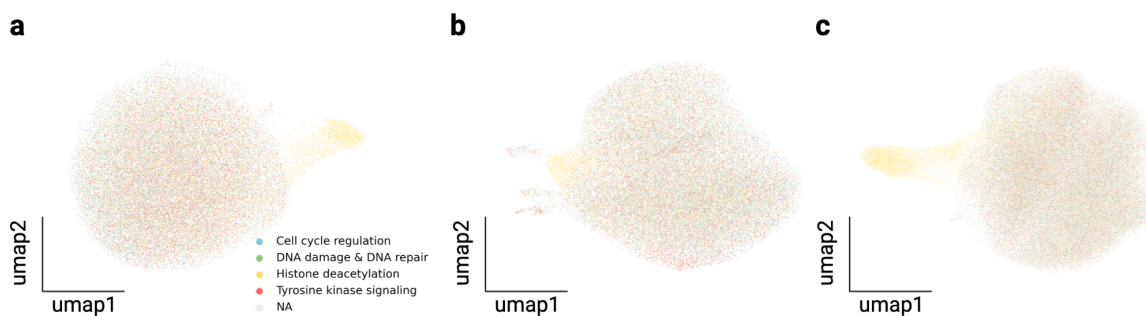 a
b
c
umap2
umap1
Cell cycle regulation
DNA damage & DNA repair
Histone deacetylation
Tyrosine kinase signaling
NA
umap2
umap1
umap2
umap1